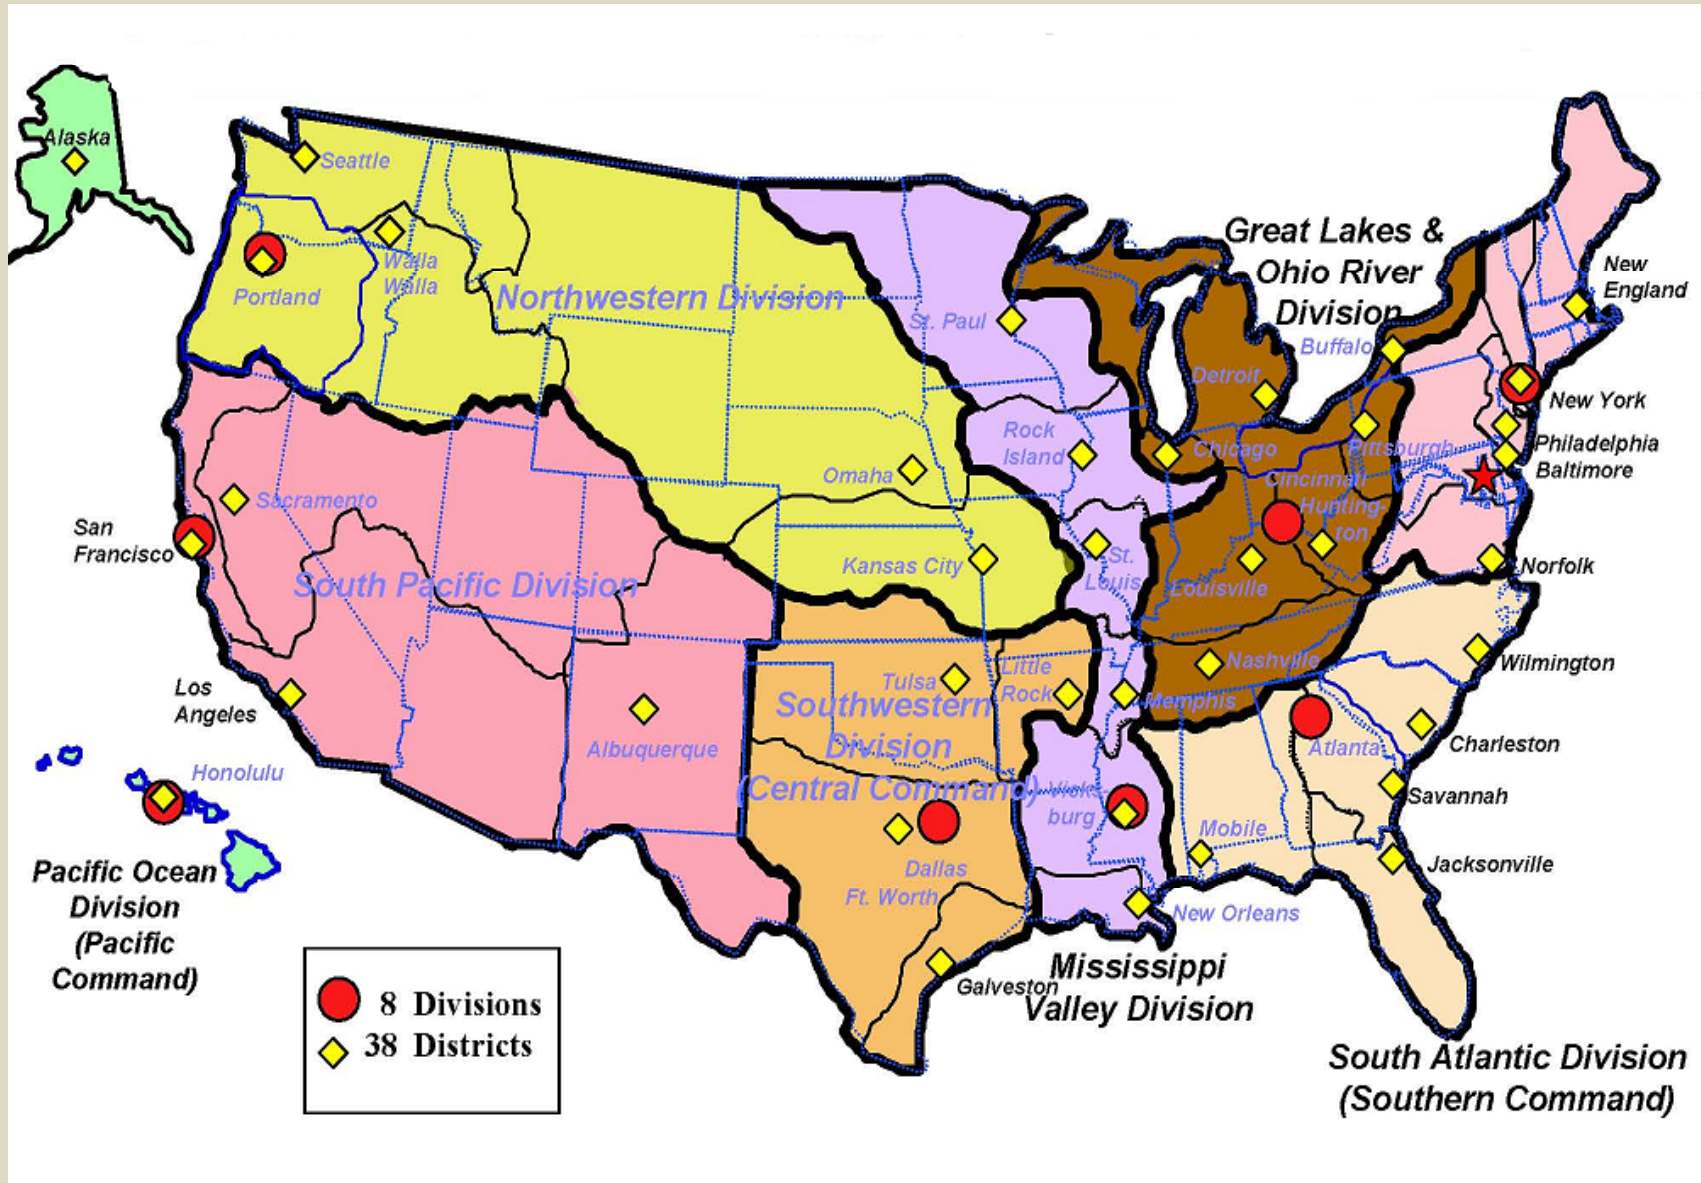 Alaska
Seattle
Walla
Walla
Portland
Northwestern Division
St. Paul
Great Lakes &
Ohio River
Division
Buffalo
Detroit
New
England
New York
Philadelphia
Baltimore
Pittsburgh
Chicago
Rock
Island
Omaha
Cincinnati
Hunting-
ton
Sacramento
San
Francisco
South Pacific Division
Kansas City
St.
Louis
Louisville
Norfolk
Nashville
Wilmington
Los
Angeles
Tulsa
Little
Rock
Memphis
Southwestern
Division
(Central Command)
Albuquerque
Atlanta
Charleston
Savannah
Vicks-
burg
Mobile
Jacksonville
Honolulu
Pacific Ocean
Division
(Pacific
Command)
Dallas
Ft. Worth
New Orleans
Galveston
Mississippi
Valley Division
South Atlantic Division
(Southern Command)
8 Divisions
38 Districts